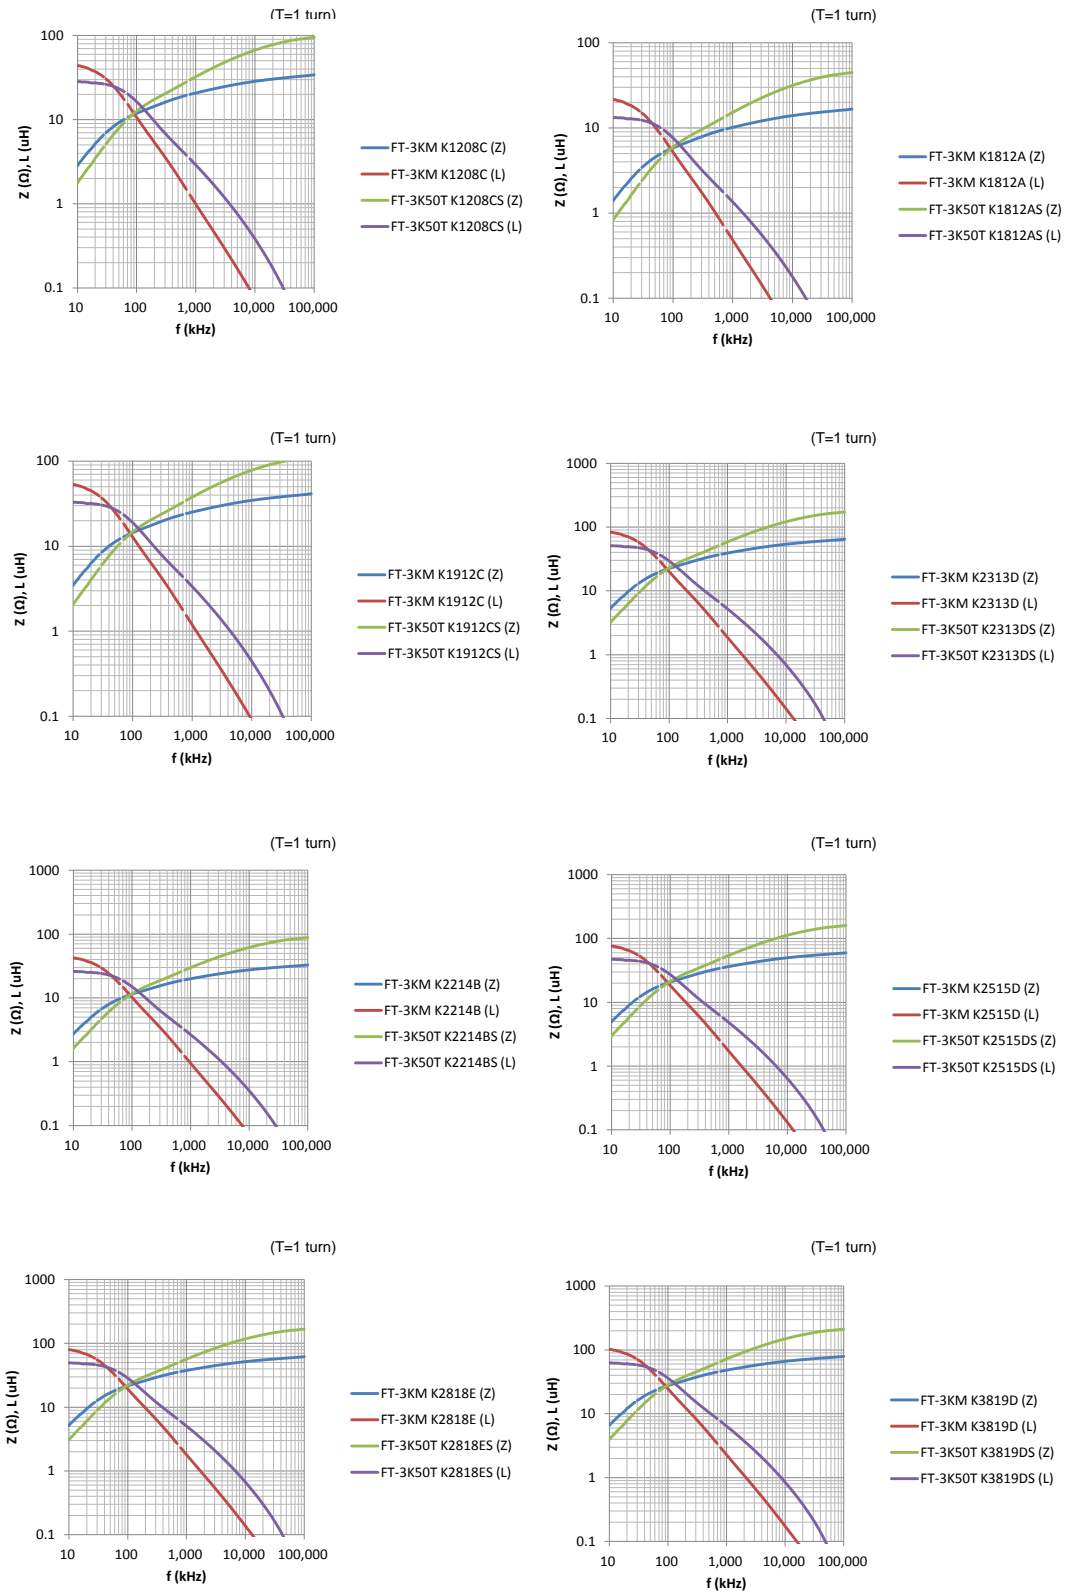 (T=1 turn)
100
10
1
0.1
Z (Ω), L (uH)
10 100 1,000 10,000 100,000
f (kHz)
FT-3KM K1208C (Z)
FT-3KM K1208C (L)
FT-3K50T K1208CS (Z)
FT-3K50T K1208CS (L)
(T=1 turn)
100
10
1
0.1
Z (Ω), L (uH)
10 100 1,000 10,000 100,000
f (kHz)
FT-3KM K1812A (Z)
FT-3KM K1812A (L)
FT-3K50T K1812AS (Z)
FT-3K50T K1812AS (L)
(T=1 turn)
100
10
1
0.1
Z (Ω), L (uH)
10 100 1,000 10,000 100,000
f (kHz)
FT-3KM K1912C (Z)
FT-3KM K1912C (L)
FT-3K50T K1912CS (Z)
FT-3K50T K1912CS (L)
(T=1 turn)
1000
100
10
1
0.1
Z (Ω), L (uH)
10 100 1,000 10,000 100,000
f (kHz)
FT-3KM K2313D (Z)
FT-3KM K2313D (L)
FT-3K50T K2313DS (Z)
FT-3K50T K2313DS (L)
(T=1 turn)
1000
100
10
1
0.1
Z (Ω), L (uH)
10 100 1,000 10,000 100,000
f (kHz)
FT-3KM K2214B (Z)
FT-3KM K2214B (L)
FT-3K50T K2214BS (Z)
FT-3K50T K2214BS (L)
(T=1 turn)
1000
100
10
1
0.1
Z (Ω), L (uH)
10 100 1,000 10,000 100,000
f (kHz)
FT-3KM K2515D (Z)
FT-3KM K2515D (L)
FT-3K50T K2515DS (Z)
FT-3K50T K2515DS (L)
(T=1 turn)
1000
100
10
1
0.1
Z (Ω), L (uH)
10 100 1,000 10,000 100,000
f (kHz)
FT-3KM K2818E (Z)
FT-3KM K2818E (L)
FT-3K50T K2818ES (Z)
FT-3K50T K2818ES (L)
(T=1 turn)
1000
100
10
1
0.1
Z (Ω), L (uH)
10 100 1,000 10,000 100,000
f (kHz)
FT-3KM K3819D (Z)
FT-3KM K3819D (L)
FT-3K50T K3819DS (Z)
FT-3K50T K3819DS (L)